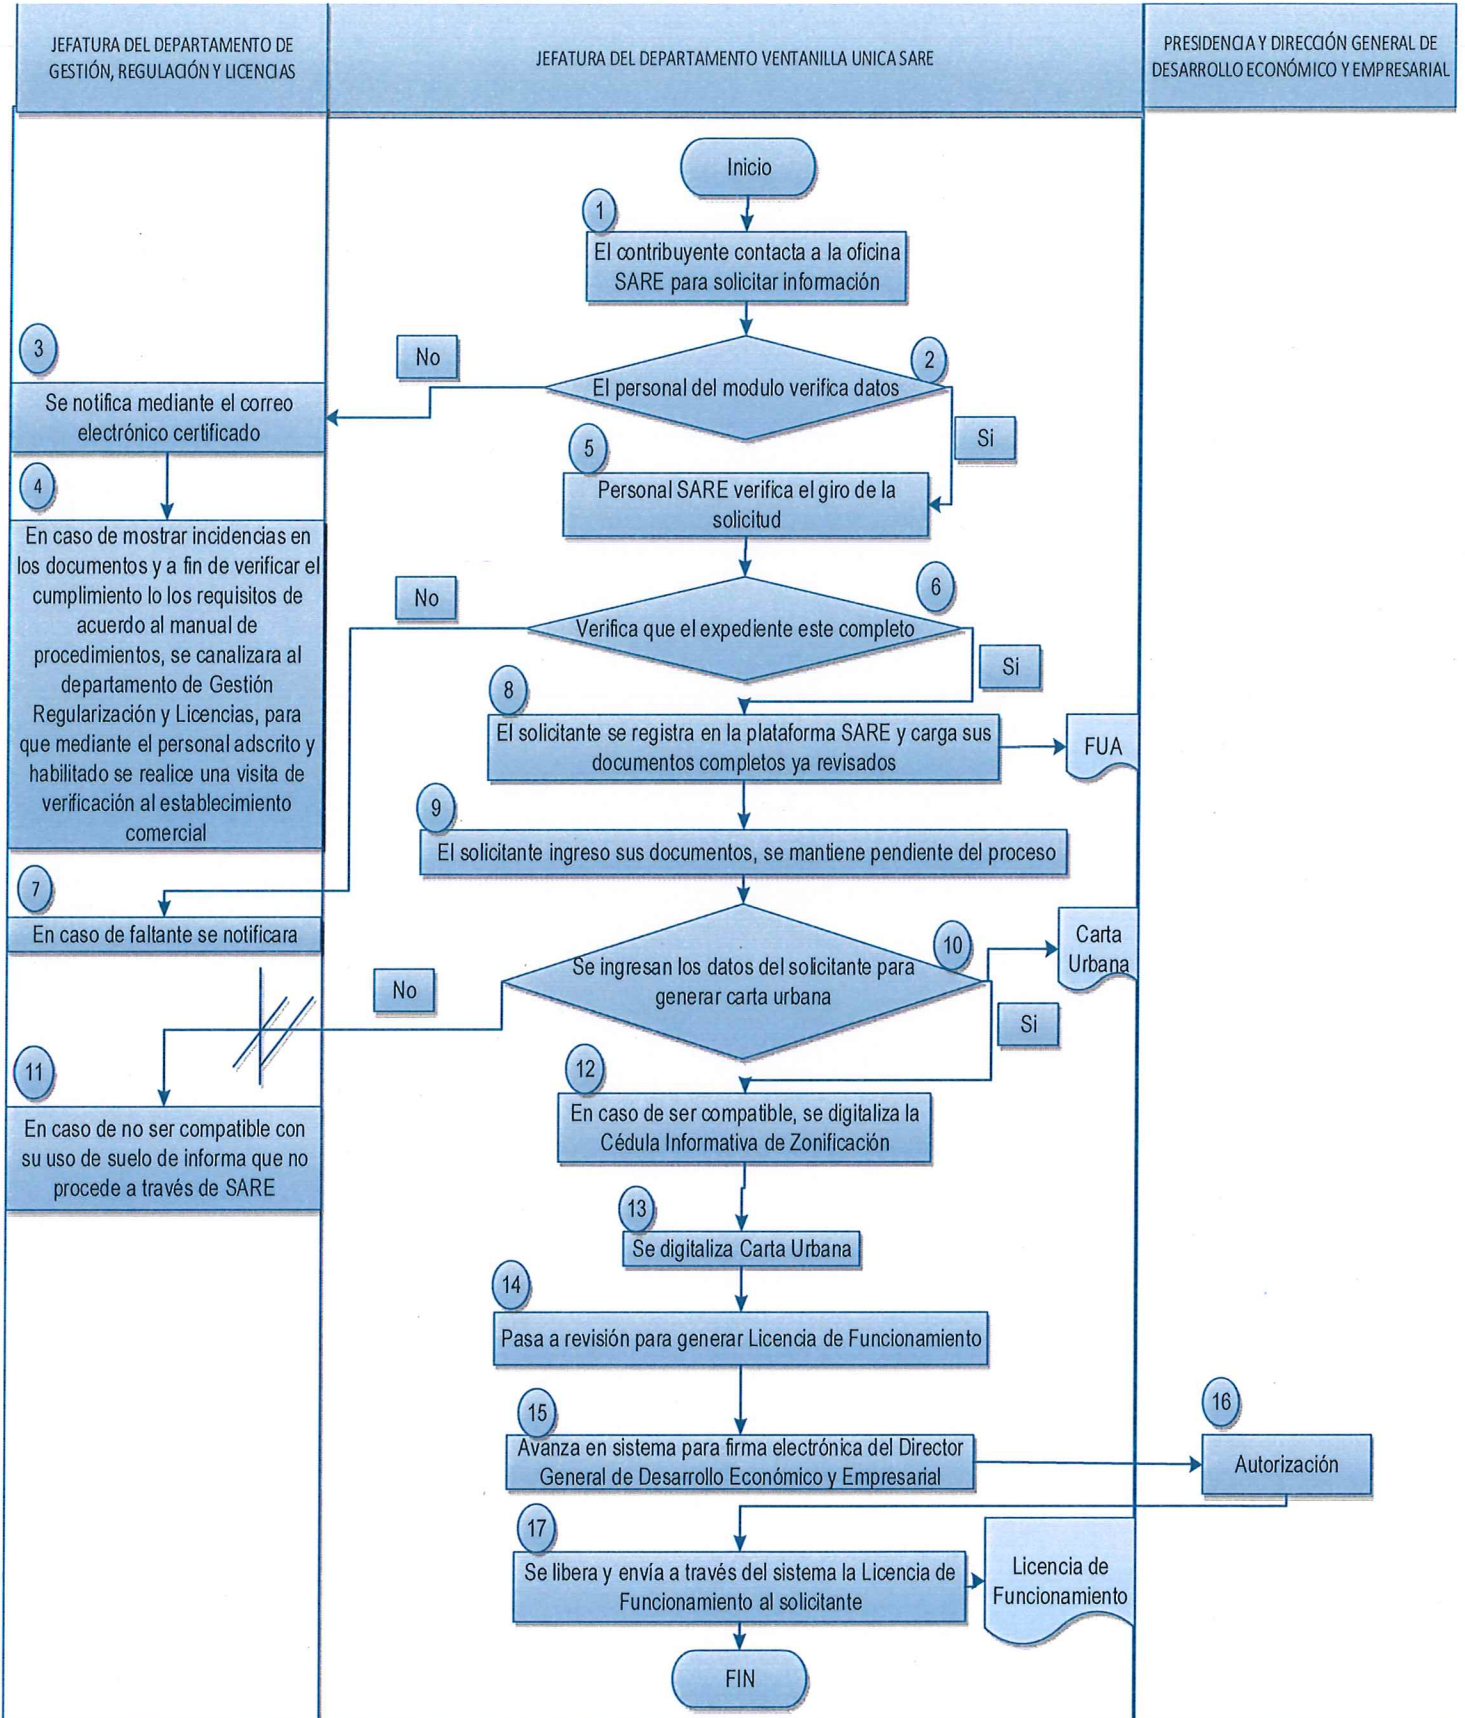 JEFATURA DEL DEPARTAMENTO DE
GESTIÓN, REGULACIÓN Y LICENCIAS
JEFATURA DEL DEPARTAMENTO VENTANILLA UNICA SARE
PRESIDENCIA Y DIRECCIÓN GENERAL DE
DESARROLLO ECONÓMICO Y EMPRESARIAL
Inicio
1
El contribuyente contacta a la oficina
SARE para solicitar información
2
El personal del modulo verifica datos
No
Si
3
Se notifica mediante el correo
electrónico certificado
4
En caso de mostrar incidencias en
los documentos y a fin de verificar el
cumplimiento lo los requisitos de
acuerdo al manual de
procedimientos, se canalizara al
departamento de Gestión
Regularización y Licencias, para
que mediante el personal adscrito y
habilitado se realice una visita de
verificación al establecimiento
comercial
5
Personal SARE verifica el giro de la
solicitud
6
Verifica que el expediente este completo
No
Si
7
En caso de faltante se notificara
8
El solicitante se registra en la plataforma SARE y carga sus
documentos completos ya revisados
FUA
9
El solicitante ingreso sus documentos, se mantiene pendiente del proceso
10
Se ingresan los datos del solicitante para
generar carta urbana
Carta
Urbana
No
Si
11
En caso de no ser compatible con
su uso de suelo de informa que no
procede a través de SARE
12
En caso de ser compatible, se digitaliza la
Cédula Informativa de Zonificación
13
Se digitaliza Carta Urbana
14
Pasa a revisión para generar Licencia de Funcionamiento
15
Avanza en sistema para firma electrónica del Director
General de Desarrollo Económico y Empresarial
16
Autorización
17
Se libera y envía a través del sistema la Licencia de
Funcionamiento al solicitante
Licencia de
Funcionamiento
FIN